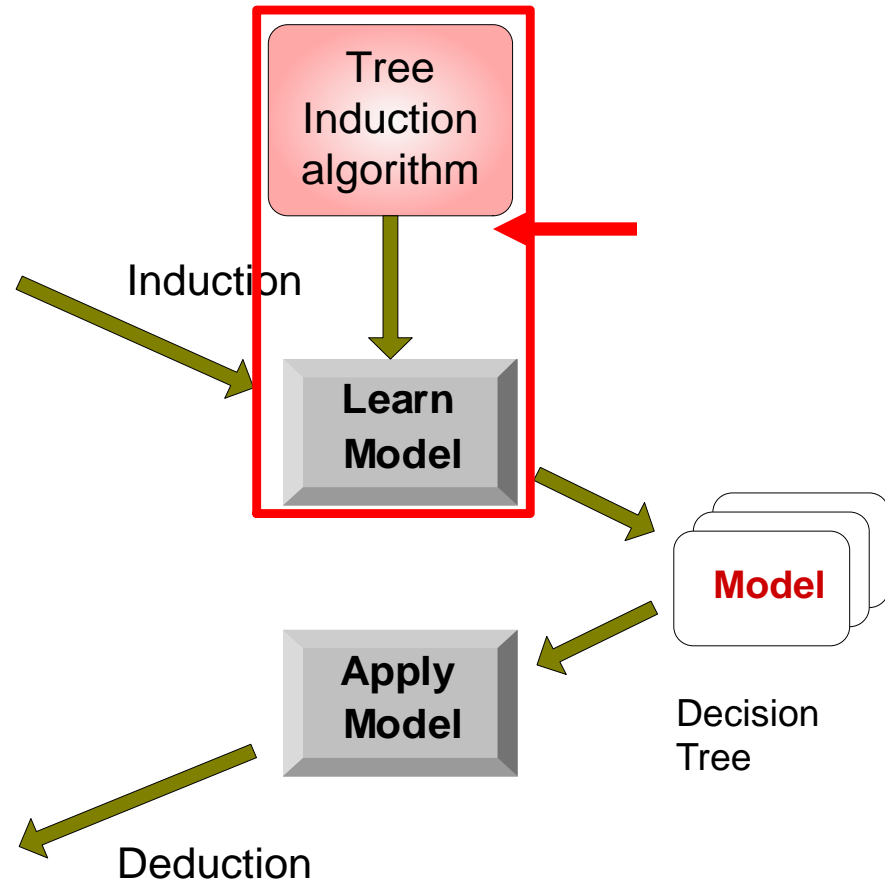 Tree
Induction
algorithm
Induction
Learn
Model
Model
Apply
Model
Decision
Tree
Deduction